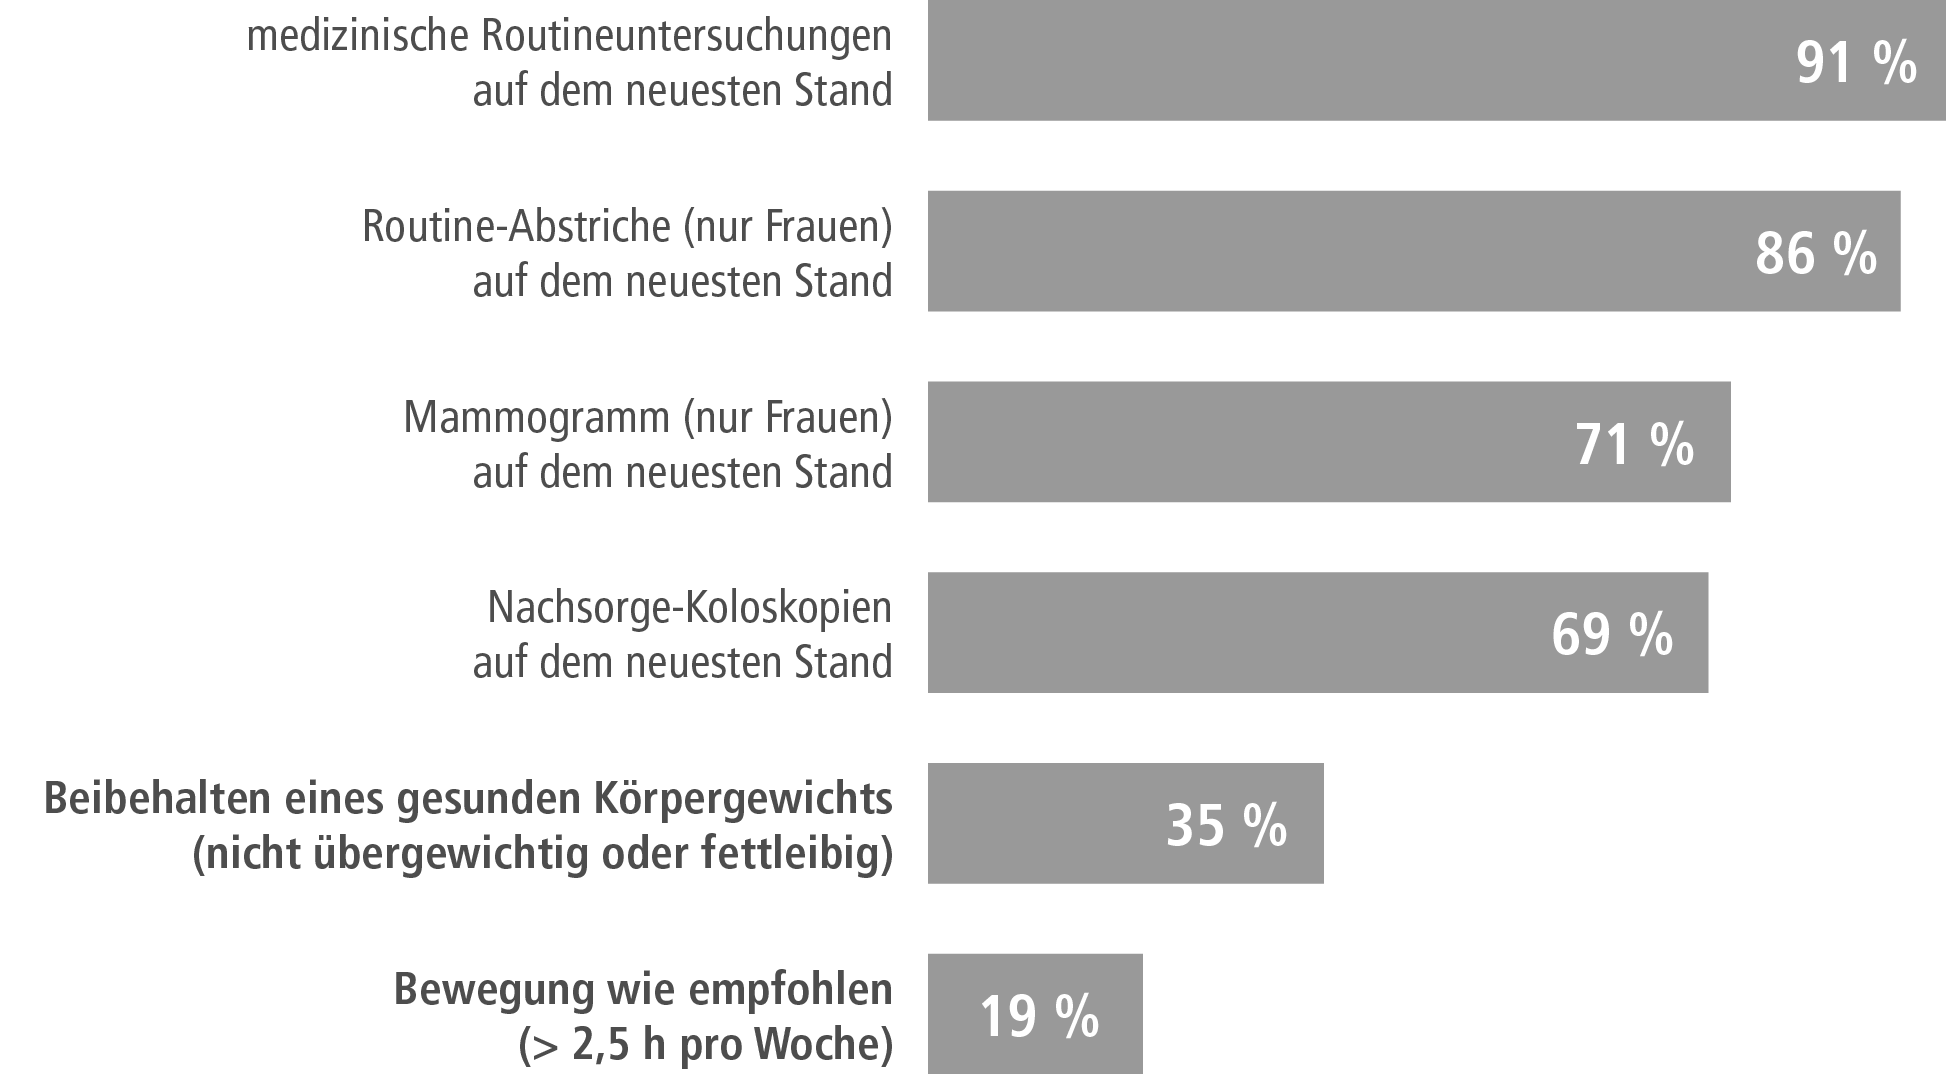 medizinische Routineuntersuchungen
auf dem neuesten Stand
91 %
Routine-Abstriche (nur Frauen)
auf dem neuesten Stand
86 %
Mammogramm (nur Frauen)
auf dem neuesten Stand
71 %
Nachsorge-Koloskopien
auf dem neuesten Stand
69 %
Beibehalten eines gesunden Körpergewichts
(nicht übergewichtig oder fettleibig)
35 %
Bewegung wie empfohlen
(> 2,5 h pro Woche)
19 %